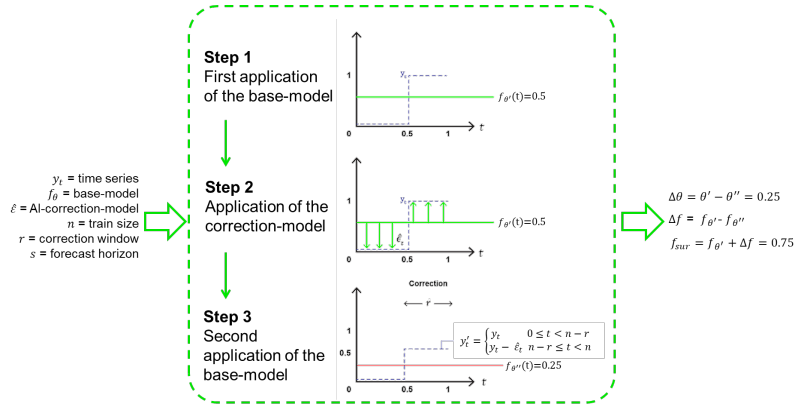 y_t = time series
f_θ = base-model
ε̂ = AI-correction-model
n = train size
r = correction window
s = forecast horizon
Step 1
First application
of the base-model
Step 2
Application of the
correction-model
Step 3
Second
application of the
base-model
1
y_t
f_θ′(t)=0.5
0
0.5
1
t
1
y_t
f_θ′(t)=0.5
ε̂_t
0
0.5
1
t
Correction
r
1
0.5
y′_t = { y_t 0 ≤ t < n − r
y_t − ε̂_t n − r ≤ t < n
f_θ′′(t)=0.25
0
0.5
1
t
Δθ = θ′ − θ′′ = 0.25
Δf = f_θ′ - f_θ′′
f_sur = f_θ′ + Δf = 0.75